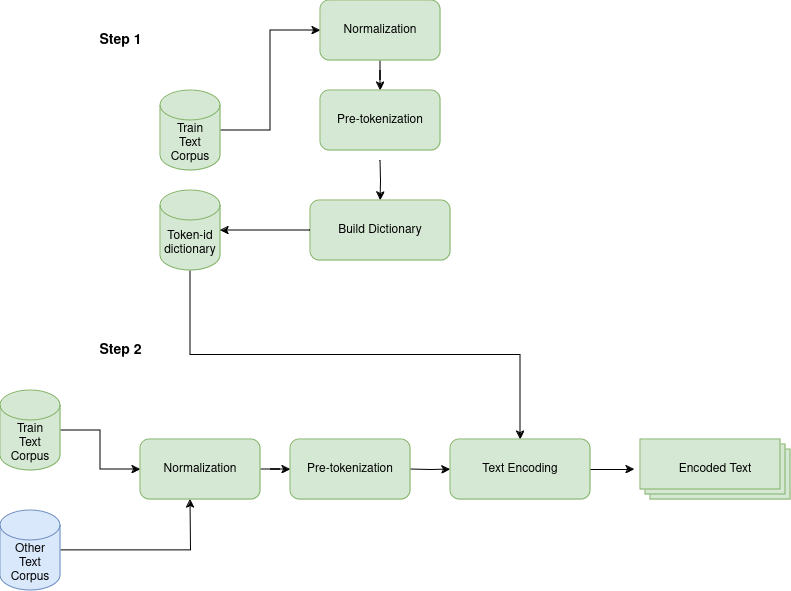 Step 1
Normalization
Train
Text
Corpus
Pre-tokenization
Token-id
dictionary
Build Dictionary
Step 2
Train
Text
Corpus
Normalization
Pre-tokenization
Text Encoding
Encoded Text
Other
Text
Corpus